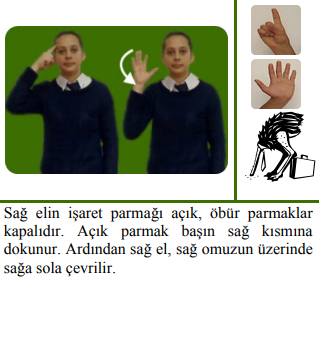 Sağ elin işaret parmağı açık, öbür parmaklar
kapalıdır. Açık parmak başın sağ kısmına
dokunur. Ardından sağ el, sağ omuzun üzerinde
sağa sola çevrilir.